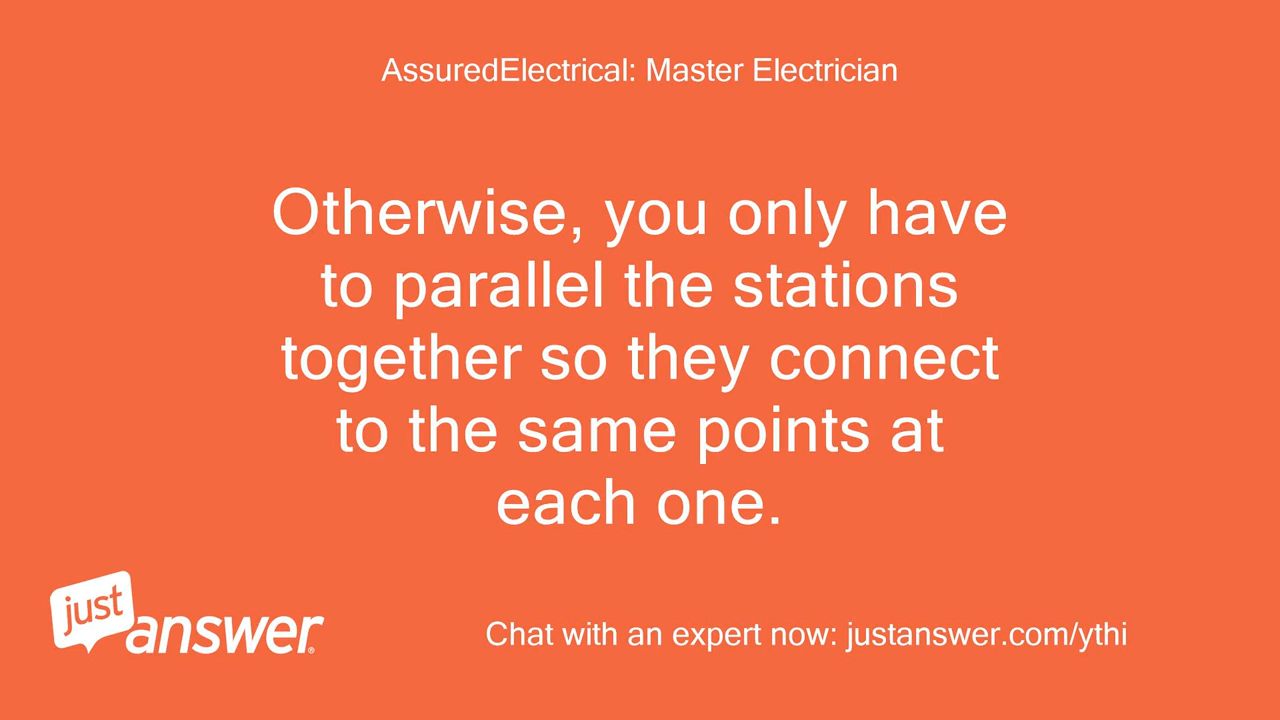 AssuredElectrical: Master Electrician
Otherwise, you only have
to parallel the stations
together so they connect
to the same points at
each one.
just
answer®
Chat with an expert now: justanswer.com/ythi